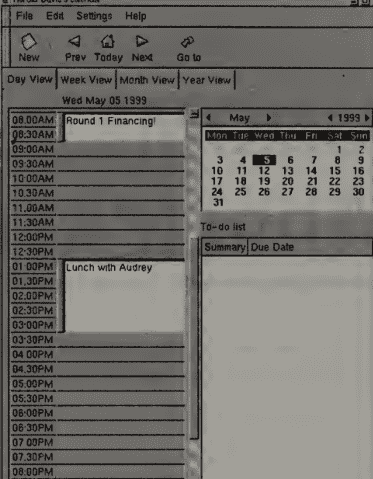 File Edit Settings Help
New Prev Today Next Go to
Day View Week View Month View Year View
Wed May 05 1999
08:00AM Round 1 Financing!
08:30AM
09:00AM
09:30AM
10:00AM
10:30AM
11:00AM
11:30AM
12:00PM
12:30PM
01:00PM Lunch with Audrey
01:30PM
02:00PM
02:30PM
03:00PM
03:30PM
04:00PM
04:30PM
05:00PM
05:30PM
06:00PM
06:30PM
07:00PM
07:30PM
08:00PM
May 1999
Mon Tue Wed Thu Fri Sat Sun
1 2
3 4 5 6 7 8 9
10 11 12 13 14 15 16
17 18 19 20 21 22 23
24 25 26 27 28 29 30
31
To-do list
Summary Due Date